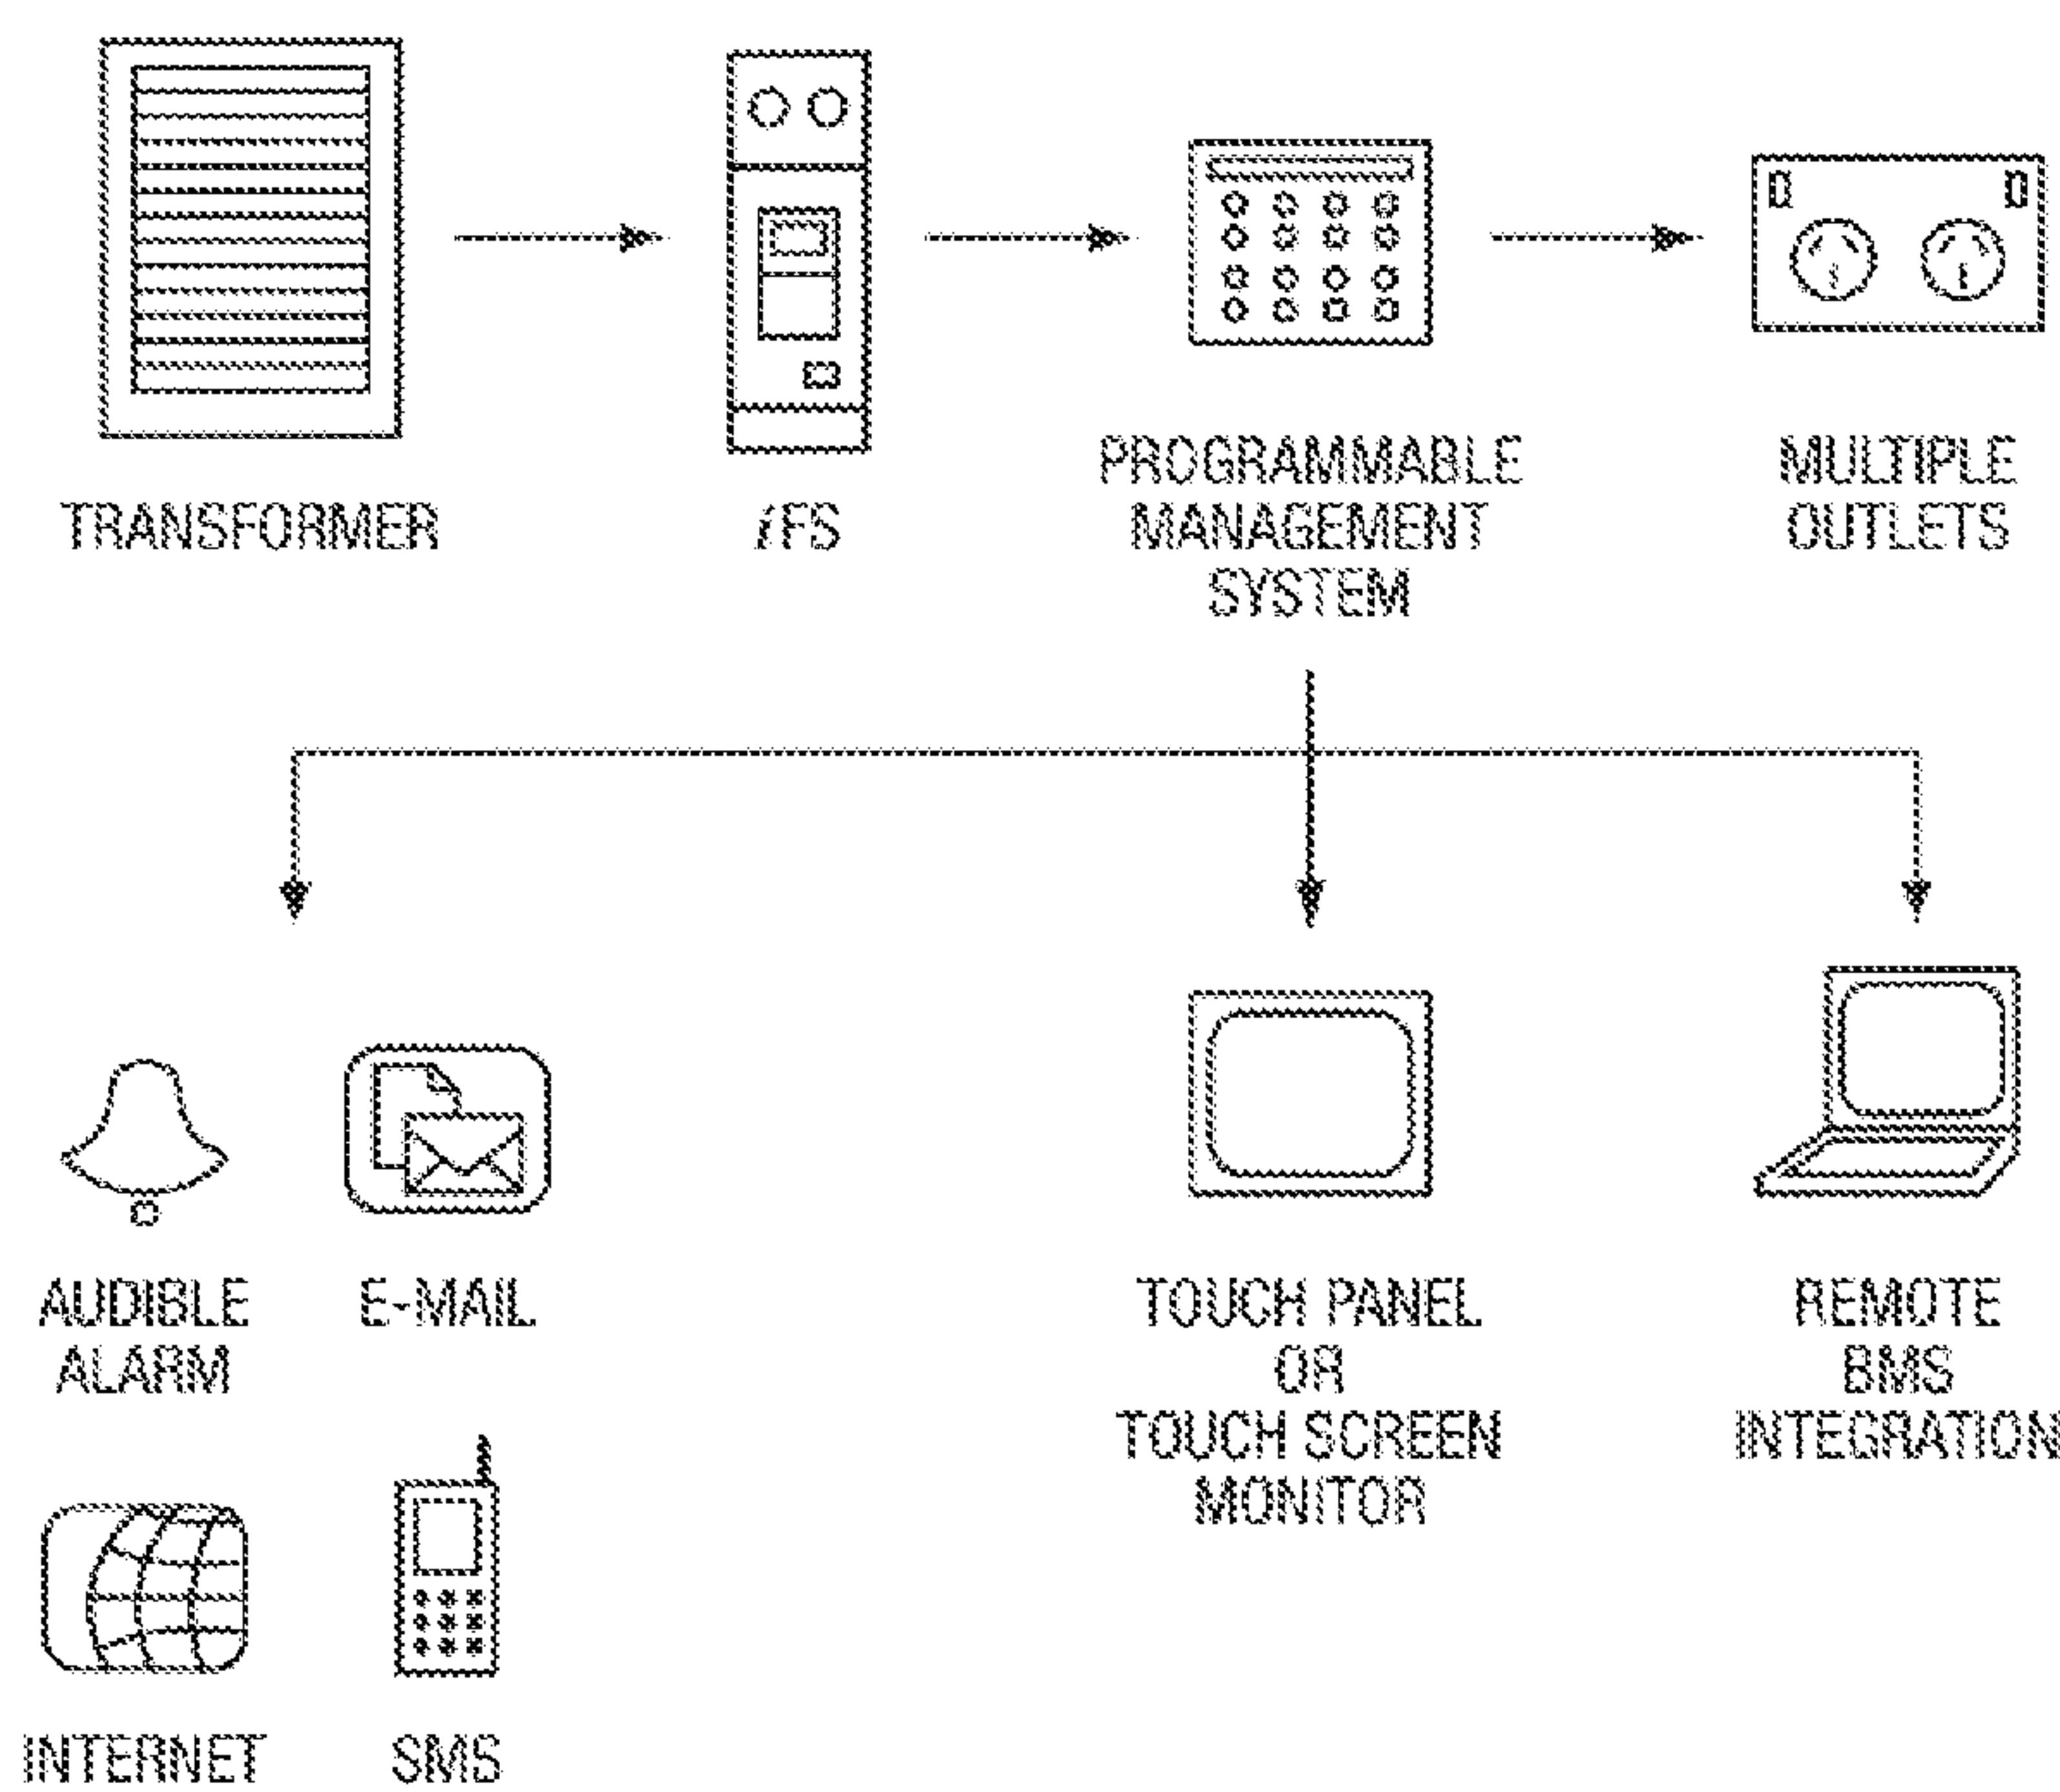 TRANSFORMER
iFS
PROGRAMMABLE
MANAGEMENT
SYSTEM
MULTIPLE
OUTLETS
AUDIBLE
ALARM
E-MAIL
TOUCH PANEL
OR
TOUCH SCREEN
MONITOR
REMOTE
BMS
INTEGRATION
INTERNET
SMS